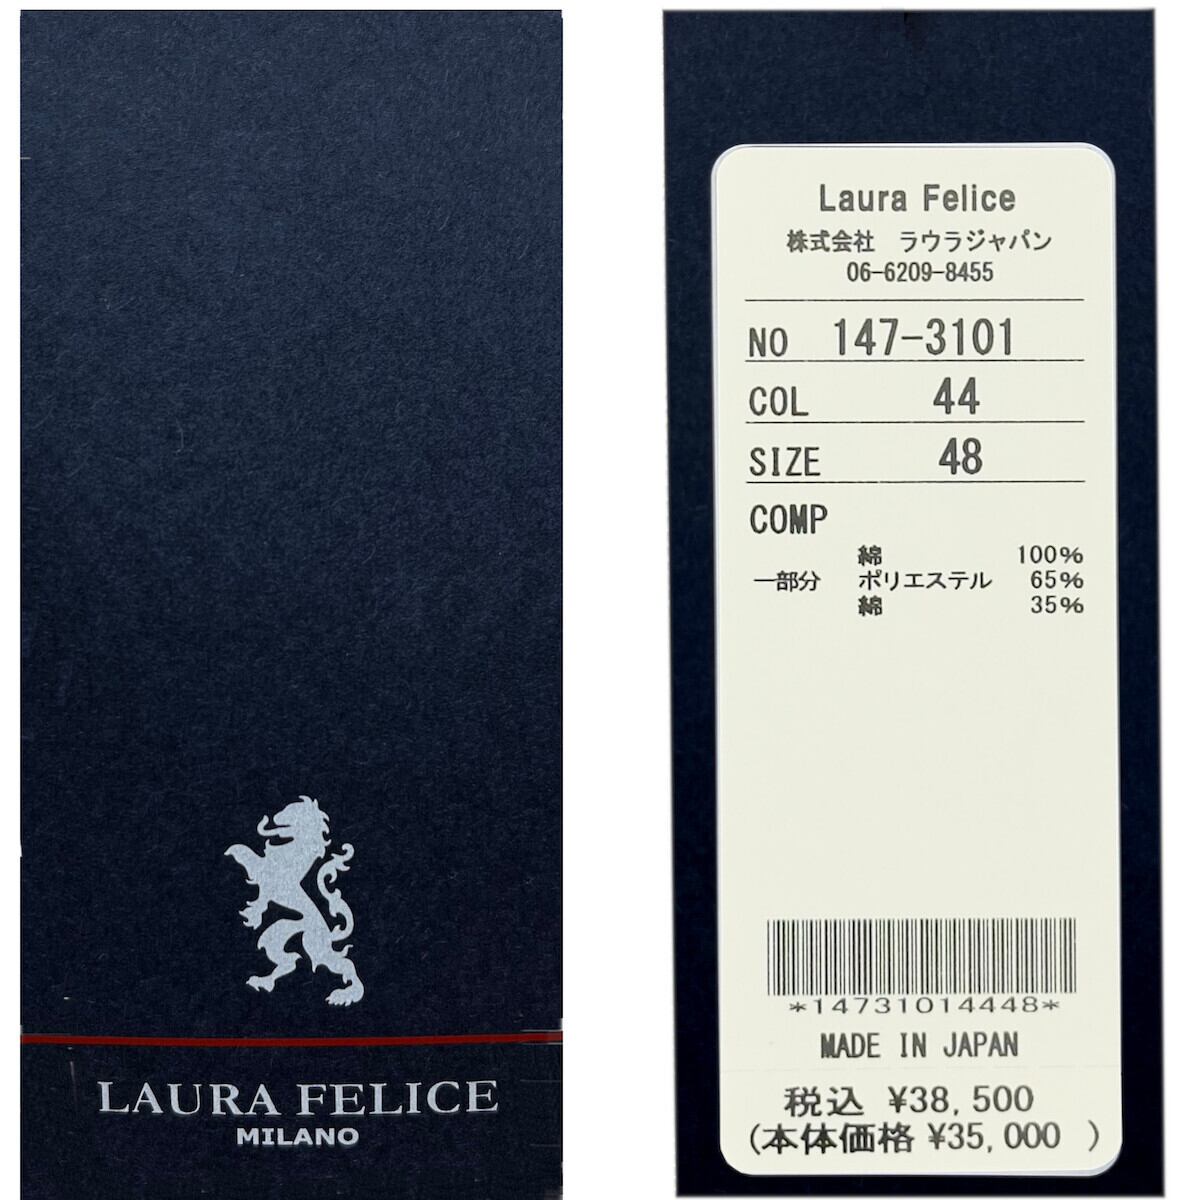 LAURA FELICE
MILANO
Laura Felice
株式会社　ラウラジャパン
06-6209-8455
NO 147-3101
COL 44
SIZE 48
COMP
綿 100%
一部分 ポリエステル 65%
綿 35%
*14731014448*
MADE IN JAPAN
税込 ¥38,500
(本体価格 ¥35,000 )